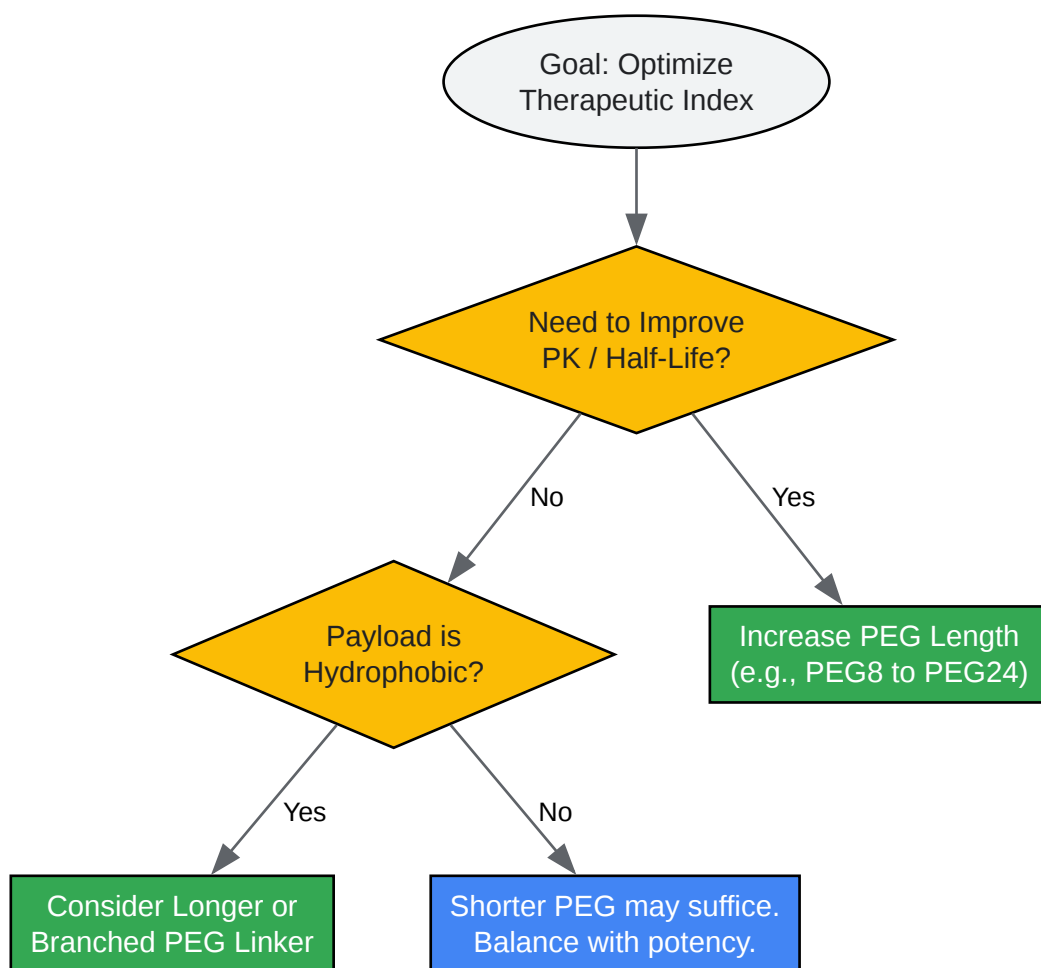 Goal: Optimize
Therapeutic Index
Need to Improve
PK / Half-Life?
No
Yes
Payload is
Hydrophobic?
Increase PEG Length
(e.g., PEG8 to PEG24)
Yes
No
Consider Longer or
Branched PEG Linker
Shorter PEG may suffice.
Balance with potency.